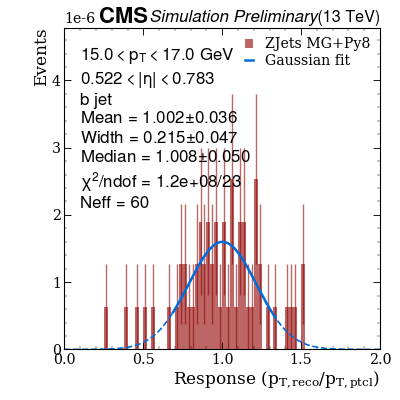 1e-6 CMS Simulation Preliminary (13 TeV)
Events
ZJets MG+Py8
Gaussian fit
15.0 < pT < 17.0 GeV
0.522 < |η| < 0.783
b jet
Mean = 1.002±0.036
Width = 0.215±0.047
Median = 1.008±0.050
χ²/ndof = 1.2e+08/23
Neff = 60
4
3
2
1
0
0.0 0.5 1.0 1.5 2.0
Response (pT,reco/pT,ptcl)